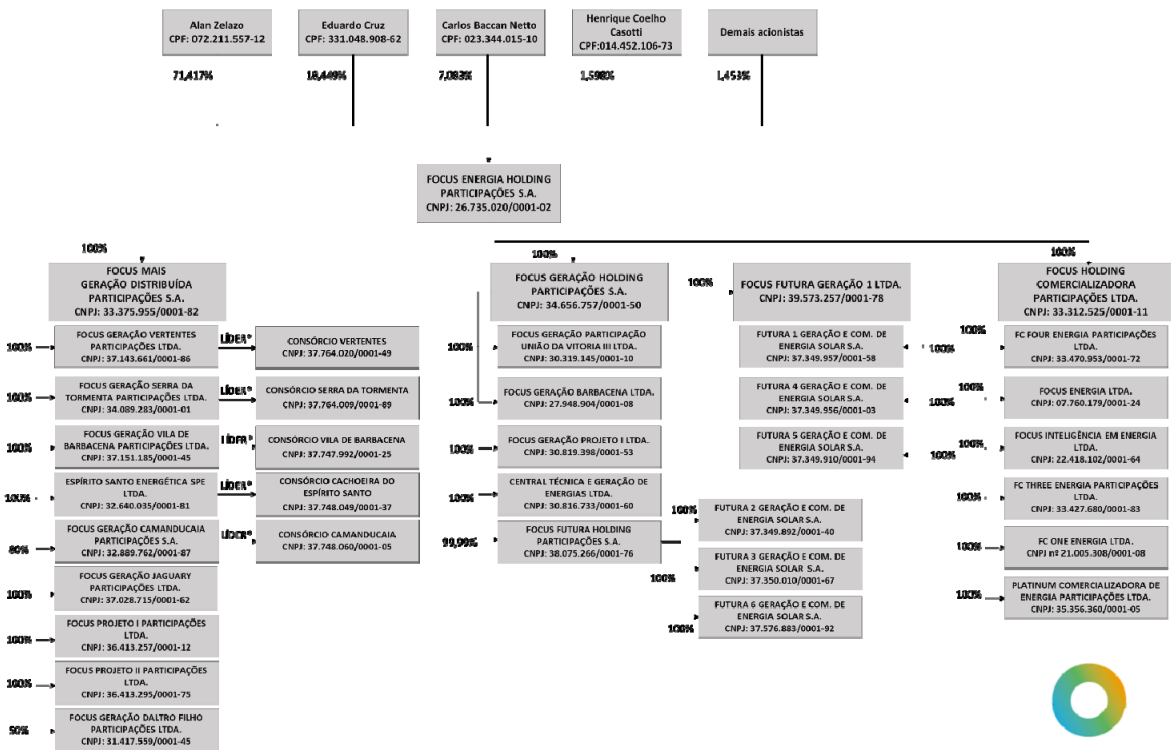 Alan Zelazo
CPF: 072.211.557-12
Eduardo Cruz
CPF: 331.048.908-62
Carlos Baccan Netto
CPF: 023.344.015-10
Henrique Coelho
Casotti
CPF:014.452.106-73
Demais acionistas
71,417%
18,449%
7,083%
1,598%
1,453%
FOCUS ENERGIA HOLDING
PARTICIPAÇÕES S.A.
CNPJ: 26.735.020/0001-02
100%
FOCUS MAIS
GERAÇÃO DISTRIBUÍDA
PARTICIPAÇÕES S.A.
CNPJ: 33.375.955/0001-82
100%
FOCUS GERAÇÃO VERTENTES
PARTICIPAÇÕES LTDA.
CNPJ: 37.143.661/0001-86
LÍDER*
CONSÓRCIO VERTENTES
CNPJ: 37.764.020/0001-49
100%
FOCUS GERAÇÃO SERRA DA
TORMENTA PARTICIPAÇÕES LTDA.
CNPJ: 34.089.283/0001-01
LÍDER*
CONSÓRCIO SERRA DA TORMENTA
CNPJ: 37.764.009/0001-89
100%
FOCUS GERAÇÃO VILA DE
BARBACENA PARTICIPAÇÕES LTDA.
CNPJ: 37.151.185/0001-45
LÍDER*
CONSÓRCIO VILA DE BARBACENA
CNPJ: 37.747.992/0001-25
100%
ESPÍRITO SANTO ENERGÉTICA SPE
LTDA.
CNPJ: 32.640.035/0001-81
LÍDER*
CONSÓRCIO CACHOEIRA DO
ESPÍRITO SANTO
CNPJ: 37.748.049/0001-37
80%
FOCUS GERAÇÃO CAMANDUCAIA
PARTICIPAÇÕES S.A.
CNPJ: 32.889.762/0001-87
LÍDER*
CONSÓRCIO CAMANDUCAIA
CNPJ: 37.748.060/0001-05
100%
FOCUS GERAÇÃO JAGUARY
PARTICIPAÇÕES LTDA.
CNPJ: 37.028.715/0001-62
100%
FOCUS PROJETO I PARTICIPAÇÕES
LTDA.
CNPJ: 36.413.257/0001-12
100%
FOCUS PROJETO II PARTICIPAÇÕES
LTDA.
CNPJ: 36.413.295/0001-75
50%
FOCUS GERAÇÃO DALTRO FILHO
PARTICIPAÇÕES LTDA.
CNPJ: 31.417.559/0001-45
100%
FOCUS GERAÇÃO HOLDING
PARTICIPAÇÕES S.A.
CNPJ: 34.656.757/0001-50
100%
FOCUS GERAÇÃO PARTICIPAÇÃO
UNIÃO DA VITORIA III LTDA.
CNPJ: 30.319.145/0001-10
100%
FOCUS GERAÇÃO BARBACENA LTDA.
CNPJ: 27.948.904/0001-08
100%
FOCUS GERAÇÃO PROJETO I LTDA.
CNPJ: 30.819.398/0001-53
100%
CENTRAL TÉCNICA E GERAÇÃO DE
ENERGIAS LTDA.
CNPJ: 30.816.733/0001-60
99,99%
FOCUS FUTURA HOLDING
PARTICIPAÇÕES S.A.
CNPJ: 38.075.266/0001-76
100%
FOCUS FUTURA GERAÇÃO 1 LTDA.
CNPJ: 39.573.257/0001-78
FUTURA 1 GERAÇÃO E COM. DE
ENERGIA SOLAR S.A.
CNPJ: 37.349.957/0001-58
100%
FUTURA 4 GERAÇÃO E COM. DE
ENERGIA SOLAR S.A.
CNPJ: 37.349.956/0001-03
100%
FUTURA 5 GERAÇÃO E COM. DE
ENERGIA SOLAR S.A.
CNPJ: 37.349.910/0001-94
100%
100%
FUTURA 2 GERAÇÃO E COM. DE
ENERGIA SOLAR S.A.
CNPJ: 37.349.892/0001-40
100%
FUTURA 3 GERAÇÃO E COM. DE
ENERGIA SOLAR S.A.
CNPJ: 37.350.010/0001-67
100%
FUTURA 6 GERAÇÃO E COM. DE
ENERGIA SOLAR S.A.
CNPJ: 37.576.883/0001-92
100%
FOCUS HOLDING
COMERCIALIZADORA
PARTICIPAÇÕES LTDA.
CNPJ: 33.312.525/0001-11
100%
FC FOUR ENERGIA PARTICIPAÇÕES
LTDA.
CNPJ: 33.470.953/0001-72
100%
FOCUS ENERGIA LTDA.
CNPJ: 07.760.179/0001-24
100%
FOCUS INTELIGÊNCIA EM ENERGIA
LTDA.
CNPJ: 22.418.102/0001-64
100%
FC THREE ENERGIA PARTICIPAÇÕES
LTDA.
CNPJ: 33.427.680/0001-83
100%
FC ONE ENERGIA LTDA.
CNPJ nº 21.005.308/0001-08
100%
PLATINUM COMERCIALIZADORA DE
ENERGIA PARTICIPAÇÕES LTDA.
CNPJ: 35.356.360/0001-05